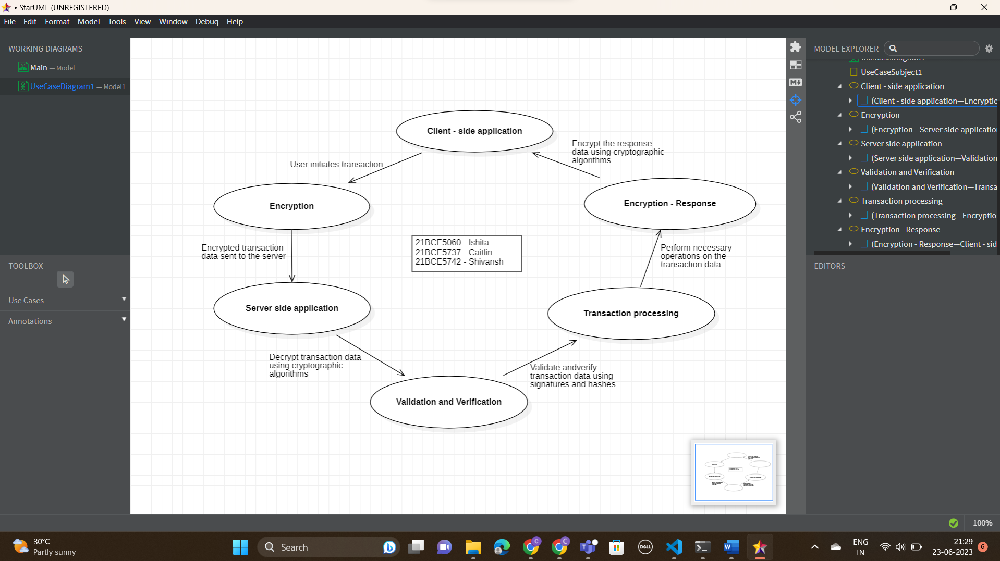 • StarUML (UNREGISTERED)
File Edit Format Model Tools View Window Debug Help
WORKING DIAGRAMS
Main — Model
UseCaseDiagram1 — Model1
TOOLBOX
Use Cases
Annotations
Client - side application
User initiates transaction
Encrypt the response
data using cryptographic
algorithms
Encryption
Encryption - Response
Encrypted transaction
data sent to the server
21BCE5060 - Ishita
21BCE5737 - Caitlin
21BCE5742 - Shivansh
Perform necessary
operations on the
transaction data
Server side application
Transaction processing
Decrypt transaction data
using cryptographic
algorithms
Validate andverify
transaction data using
signatures and hashes
Validation and Verification
MODEL EXPLORER
UseCaseDiagram1
UseCaseSubject1
Client - side application
(Client - side application—Encryptio
Encryption
(Encryption—Server side application
Server side application
(Server side application—Validation
Validation and Verification
(Validation and Verification—Transa
Transaction processing
(Transaction processing—Encryptio
Encryption - Response
(Encryption - Response—Client - sid
EDITORS
100%
30°C
Partly sunny
Search
DELL
ENG
IN
21:29
23-06-2023
6